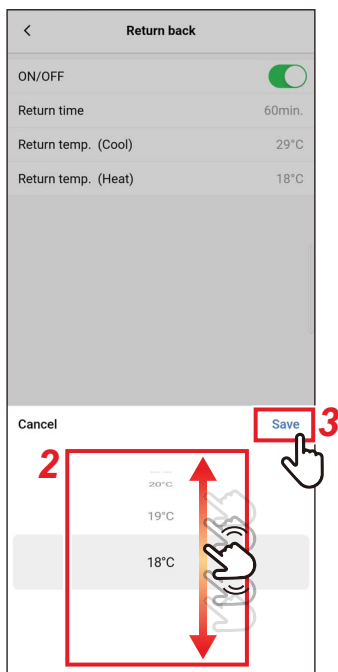 < Return back
ON/OFF
Return time 60min.
Return temp. (Cool) 29°C
Return temp. (Heat) 18°C
Cancel Save 3
2
20°C
19°C
18°C